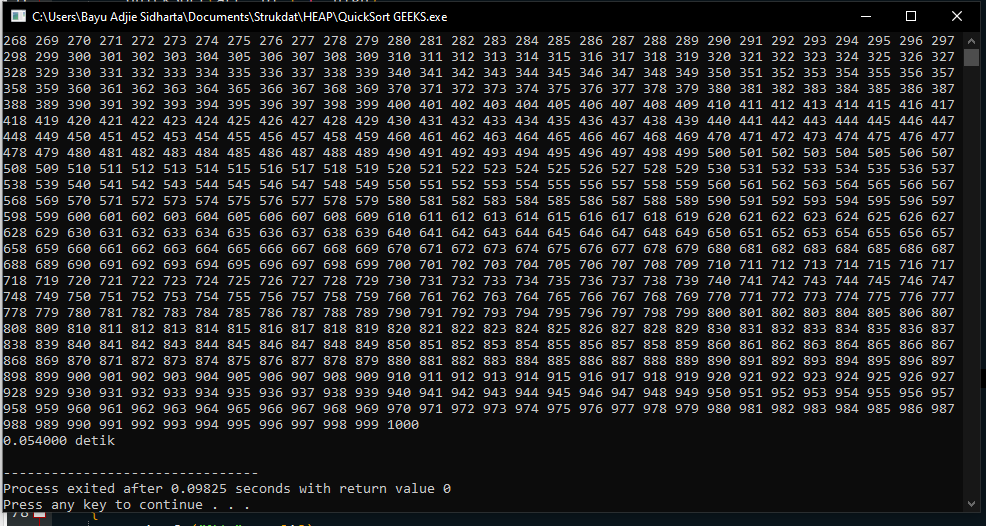 C:\Users\Bayu Adjie Sidharta\Documents\Strukdat\HEAP\QuickSort GEEKS.exe
268 269 270 271 272 273 274 275 276 277 278 279 280 281 282 283 284 285 286 287 288 289 290 291 292 293 294 295 296 297
298 299 300 301 302 303 304 305 306 307 308 309 310 311 312 313 314 315 316 317 318 319 320 321 322 323 324 325 326 327
328 329 330 331 332 333 334 335 336 337 338 339 340 341 342 343 344 345 346 347 348 349 350 351 352 353 354 355 356 357
358 359 360 361 362 363 364 365 366 367 368 369 370 371 372 373 374 375 376 377 378 379 380 381 382 383 384 385 386 387
388 389 390 391 392 393 394 395 396 397 398 399 400 401 402 403 404 405 406 407 408 409 410 411 412 413 414 415 416 417
418 419 420 421 422 423 424 425 426 427 428 429 430 431 432 433 434 435 436 437 438 439 440 441 442 443 444 445 446 447
448 449 450 451 452 453 454 455 456 457 458 459 460 461 462 463 464 465 466 467 468 469 470 471 472 473 474 475 476 477
478 479 480 481 482 483 484 485 486 487 488 489 490 491 492 493 494 495 496 497 498 499 500 501 502 503 504 505 506 507
508 509 510 511 512 513 514 515 516 517 518 519 520 521 522 523 524 525 526 527 528 529 530 531 532 533 534 535 536 537
538 539 540 541 542 543 544 545 546 547 548 549 550 551 552 553 554 555 556 557 558 559 560 561 562 563 564 565 566 567
568 569 570 571 572 573 574 575 576 577 578 579 580 581 582 583 584 585 586 587 588 589 590 591 592 593 594 595 596 597
598 599 600 601 602 603 604 605 606 607 608 609 610 611 612 613 614 615 616 617 618 619 620 621 622 623 624 625 626 627
628 629 630 631 632 633 634 635 636 637 638 639 640 641 642 643 644 645 646 647 648 649 650 651 652 653 654 655 656 657
658 659 660 661 662 663 664 665 666 667 668 669 670 671 672 673 674 675 676 677 678 679 680 681 682 683 684 685 686 687
688 689 690 691 692 693 694 695 696 697 698 699 700 701 702 703 704 705 706 707 708 709 710 711 712 713 714 715 716 717
718 719 720 721 722 723 724 725 726 727 728 729 730 731 732 733 734 735 736 737 738 739 740 741 742 743 744 745 746 747
748 749 750 751 752 753 754 755 756 757 758 759 760 761 762 763 764 765 766 767 768 769 770 771 772 773 774 775 776 777
778 779 780 781 782 783 784 785 786 787 788 789 790 791 792 793 794 795 796 797 798 799 800 801 802 803 804 805 806 807
808 809 810 811 812 813 814 815 816 817 818 819 820 821 822 823 824 825 826 827 828 829 830 831 832 833 834 835 836 837
838 839 840 841 842 843 844 845 846 847 848 849 850 851 852 853 854 855 856 857 858 859 860 861 862 863 864 865 866 867
868 869 870 871 872 873 874 875 876 877 878 879 880 881 882 883 884 885 886 887 888 889 890 891 892 893 894 895 896 897
898 899 900 901 902 903 904 905 906 907 908 909 910 911 912 913 914 915 916 917 918 919 920 921 922 923 924 925 926 927
928 929 930 931 932 933 934 935 936 937 938 939 940 941 942 943 944 945 946 947 948 949 950 951 952 953 954 955 956 957
958 959 960 961 962 963 964 965 966 967 968 969 970 971 972 973 974 975 976 977 978 979 980 981 982 983 984 985 986 987
988 989 990 991 992 993 994 995 996 997 998 999 1000
0.054000 detik
--------------------------------
Process exited after 0.09825 seconds with return value 0
Press any key to continue . . .